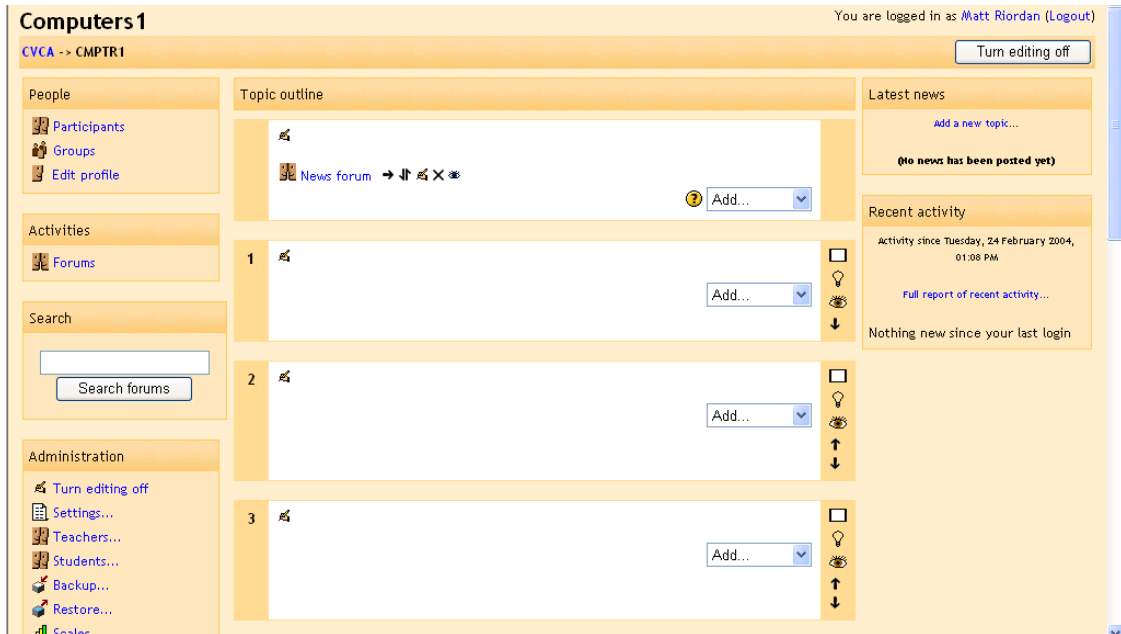 Computers1
You are logged in as Matt Riordan (Logout)
CVCA -> CMPTR1
Turn editing off
People
Participants
Groups
Edit profile
Activities
Forums
Search
Search forums
Administration
Turn editing off
Settings...
Teachers...
Students...
Backup...
Restore...
Scales
Topic outline
News forum
?
Add...
1
Add...
2
Add...
3
Add...
Latest news
Add a new topic...
(No news has been posted yet)
Recent activity
Activity since Tuesday, 24 February 2004,
01:08 PM
Full report of recent activity...
Nothing new since your last login